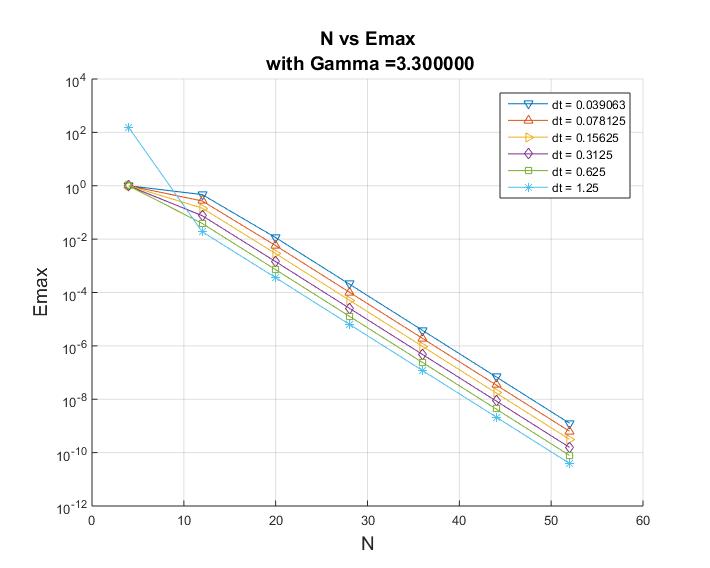 N vs Emax
with Gamma =3.300000
10^4
10^2
10^0
10^-2
10^-4
10^-6
10^-8
10^-10
10^-12
Emax
dt = 0.039063
dt = 0.078125
dt = 0.15625
dt = 0.3125
dt = 0.625
dt = 1.25
0 10 20 30 40 50 60
N